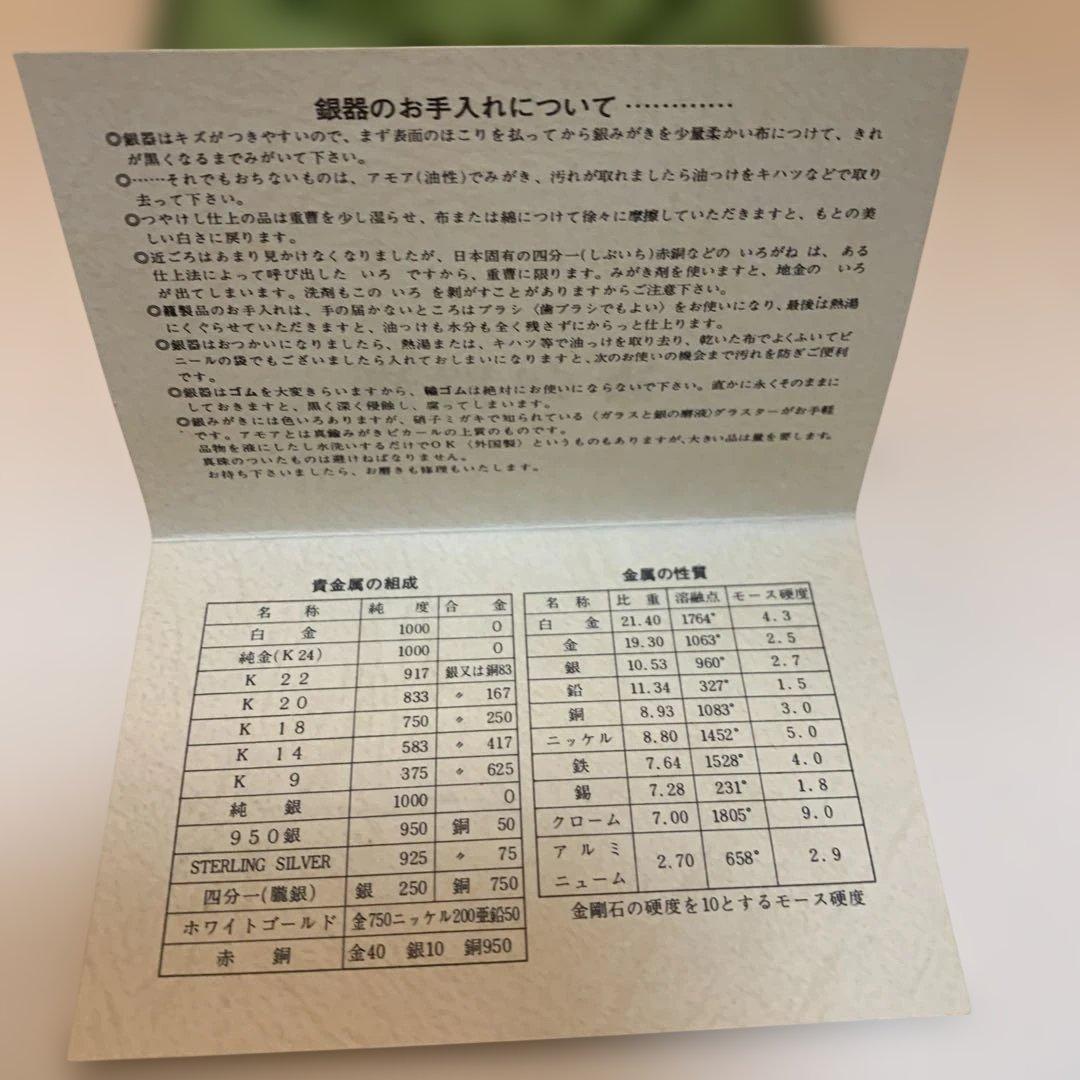 銀器のお手入れについて…………
◎銀器はキズがつきやすいので、まず表面のほこりを払ってから銀みがきを少量柔かい布につけて、きれ
が黒くなるまでみがいて下さい。
◎……それでもおちないものは、アモア(油性)でみがき、汚れが取れましたら油っけをキハツなどで取り
去って下さい。
◎つやけし仕上の品は重曹を少し湿らせ、布または綿につけて徐々に摩擦していただきますと、もとの美
しい白さに戻ります。
◎近ごろはあまり見かけなくなりましたが、日本固有の四分一(しぶいち)赤銅などの いろがね は、ある
仕上法によって呼び出した いろ ですから、重曹に限ります。みがき剤を使いますと、地金の いろ
が出てしまいます。洗剤もこの いろ を剥がすことがありますからご注意下さい。
◎籠製品のお手入れは、手の届かないところはブラシ〈歯ブラシでもよい〉をお使いになり、最後は熱湯
にくぐらせていただきますと、油っけも水分も全く残さずにからっと仕上ります。
◎銀器はおつかいになりましたら、熱湯または、キハツ等で油っけを取り去り、乾いた布でよくふいてビ
ニールの袋でもございましたら入れておしまいになりますと、次のお使いの機会まで汚れを防ぎご便利
です。
◎銀器はゴムを大変きらいますから、輪ゴムは絶対にお使いにならないで下さい。直かに永くそのままに
しておきますと、黒く深く侵蝕し、腐ってしまいます。
◎銀みがきには色いろありますが、硝子ミガキで知られている〈ガラスと銀の磨液〉グラスターがお手軽
です。アモアとは真鍮みがきピカールの上質のものです。
品物を液にしたし水洗いするだけでOK〈外国製〉というものもありますが、大きい品は量を要します。
真珠のついたものは避けねばなりません。
お持ち下さいましたら、お磨きも修理もいたします。
貴金属の組成
名称 純度 合金
白金 1000 0
純金(K24) 1000 0
K22 917 銀又は銅83
K20 833 〃 167
K18 750 〃 250
K14 583 〃 417
K9 375 〃 625
純銀 1000 0
950銀 950 銅 50
STERLING SILVER 925 〃 75
四分一(朧銀) 銀 250 銅 750
ホワイトゴールド 金750ニッケル200亜鉛50
赤銅 金40 銀10 銅950
金属の性質
名称 比重 溶融点 モース硬度
白金 21.40 1764° 4.3
金 19.30 1063° 2.5
銀 10.53 960° 2.7
鉛 11.34 327° 1.5
銅 8.93 1083° 3.0
ニッケル 8.80 1452° 5.0
鉄 7.64 1528° 4.0
錫 7.28 231° 1.8
クローム 7.00 1805° 9.0
アルミ
ニューム 2.70 658° 2.9
金剛石の硬度を10とするモース硬度